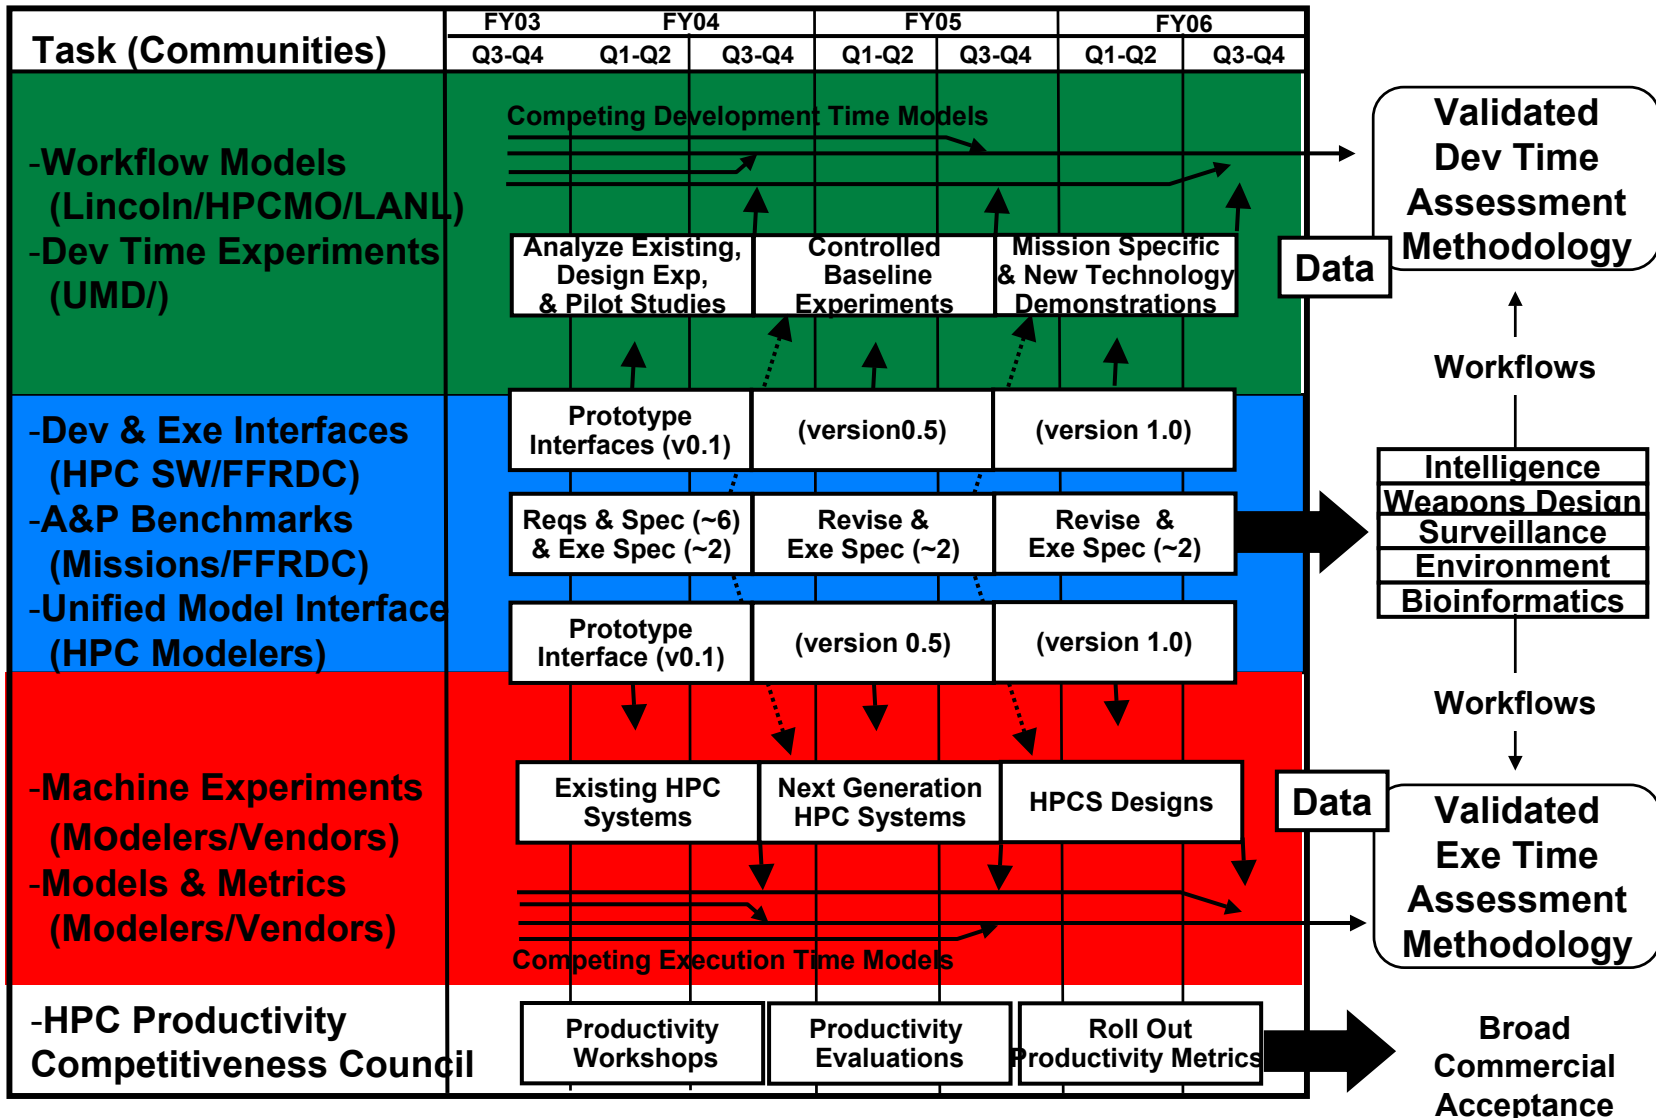 Task (Communities)
FY03
FY04
FY05
FY06
Q3-Q4
Q1-Q2
Q3-Q4
Q1-Q2
Q3-Q4
Q1-Q2
Q3-Q4
-Workflow Models
(Lincoln/HPCMO/LANL)
-Dev Time Experiments
(UMD/)
Competing Development Time Models
Analyze Existing,
Design Exp,
& Pilot Studies
Controlled
Baseline
Experiments
Mission Specific
& New Technology
Demonstrations
Data
Validated
Dev Time
Assessment
Methodology
Workflows
-Dev & Exe Interfaces
(HPC SW/FFRDC)
-A&P Benchmarks
(Missions/FFRDC)
-Unified Model Interface
(HPC Modelers)
Prototype
Interfaces (v0.1)
(version0.5)
(version 1.0)
Reqs & Spec (~6)
& Exe Spec (~2)
Revise &
Exe Spec (~2)
Revise &
Exe Spec (~2)
Prototype
Interface (v0.1)
(version 0.5)
(version 1.0)
Intelligence
Weapons Design
Surveillance
Environment
Bioinformatics
Workflows
-Machine Experiments
(Modelers/Vendors)
-Models & Metrics
(Modelers/Vendors)
Existing HPC
Systems
Next Generation
HPC Systems
HPCS Designs
Competing Execution Time Models
Data
Validated
Exe Time
Assessment
Methodology
-HPC Productivity
Competitiveness Council
Productivity
Workshops
Productivity
Evaluations
Roll Out
Productivity Metrics
Broad
Commercial
Acceptance